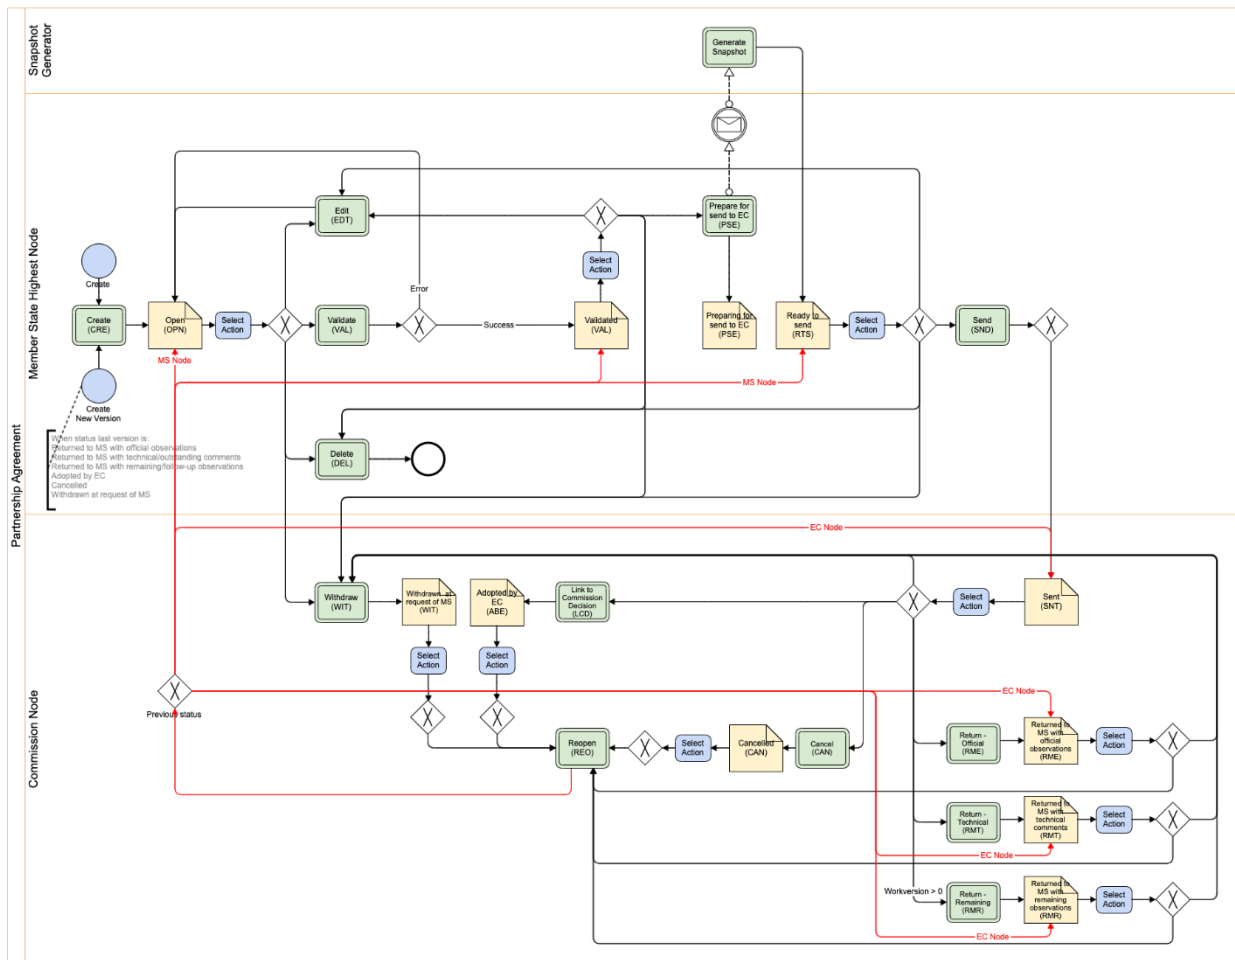 Partnership Agreement
Snapshot
Generator
Generate
Snapshot
Member State Highest Node
Create
Create
(CRE)
Create
New Version
Open
(OPN)
Select
Action
MS Node
Edit
(EDT)
Validate
(VAL)
Error
Success
Select
Action
Validated
(VAL)
Prepare for
send to EC
(PSE)
Preparing for
send to EC
(PSE)
Ready to
send
(RTS)
Select
Action
Send
(SND)
MS Node
Delete
(DEL)
When status last version is:
Returned to MS with official observations
Returned to MS with technical/outstanding comments
Returned to MS with remaining/follow-up observations
Adopted by EC
Cancelled
Withdrawn at request of MS
Commission Node
EC Node
Withdraw
(WIT)
Withdrawn at
request of MS
(WIT)
Adopted by
EC
(ABE)
Link to
Commission
Decision
(LCD)
Select
Action
Sent
(SNT)
Select
Action
Select
Action
Previous status
EC Node
Reopen
(REO)
Select
Action
Cancelled
(CAN)
Cancel
(CAN)
Return -
Official
(RME)
Returned to
MS with
official
observations
(RME)
Select
Action
Return -
Technical
(RMT)
Returned to
MS with
technical
comments
(RMT)
Select
Action
EC Node
Workversion > 0
Return -
Remaining
(RMR)
Returned to
MS with
remaining
observations
(RMR)
Select
Action
EC Node